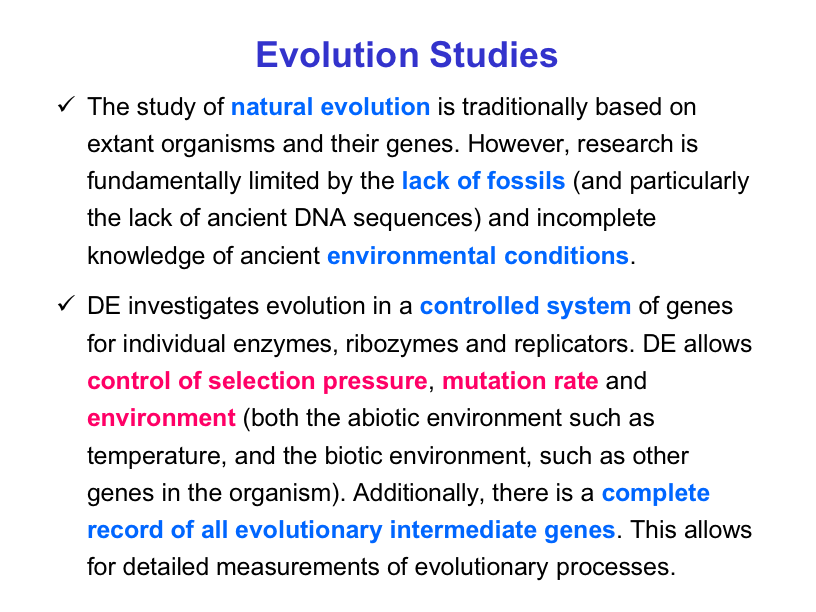 Evolution Studies
✓ The study of natural evolution is traditionally based on
extant organisms and their genes. However, research is
fundamentally limited by the lack of fossils (and particularly
the lack of ancient DNA sequences) and incomplete
knowledge of ancient environmental conditions.
✓ DE investigates evolution in a controlled system of genes
for individual enzymes, ribozymes and replicators. DE allows
control of selection pressure, mutation rate and
environment (both the abiotic environment such as
temperature, and the biotic environment, such as other
genes in the organism). Additionally, there is a complete
record of all evolutionary intermediate genes. This allows
for detailed measurements of evolutionary processes.